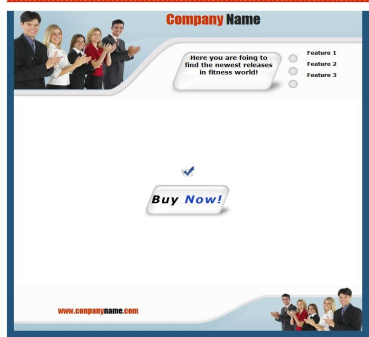 Company Name
Here you are foing to
find the newest releases
in fitness world!
Feature 1
Feature 2
Feature 3
Buy Now!
www.conpanyname.com